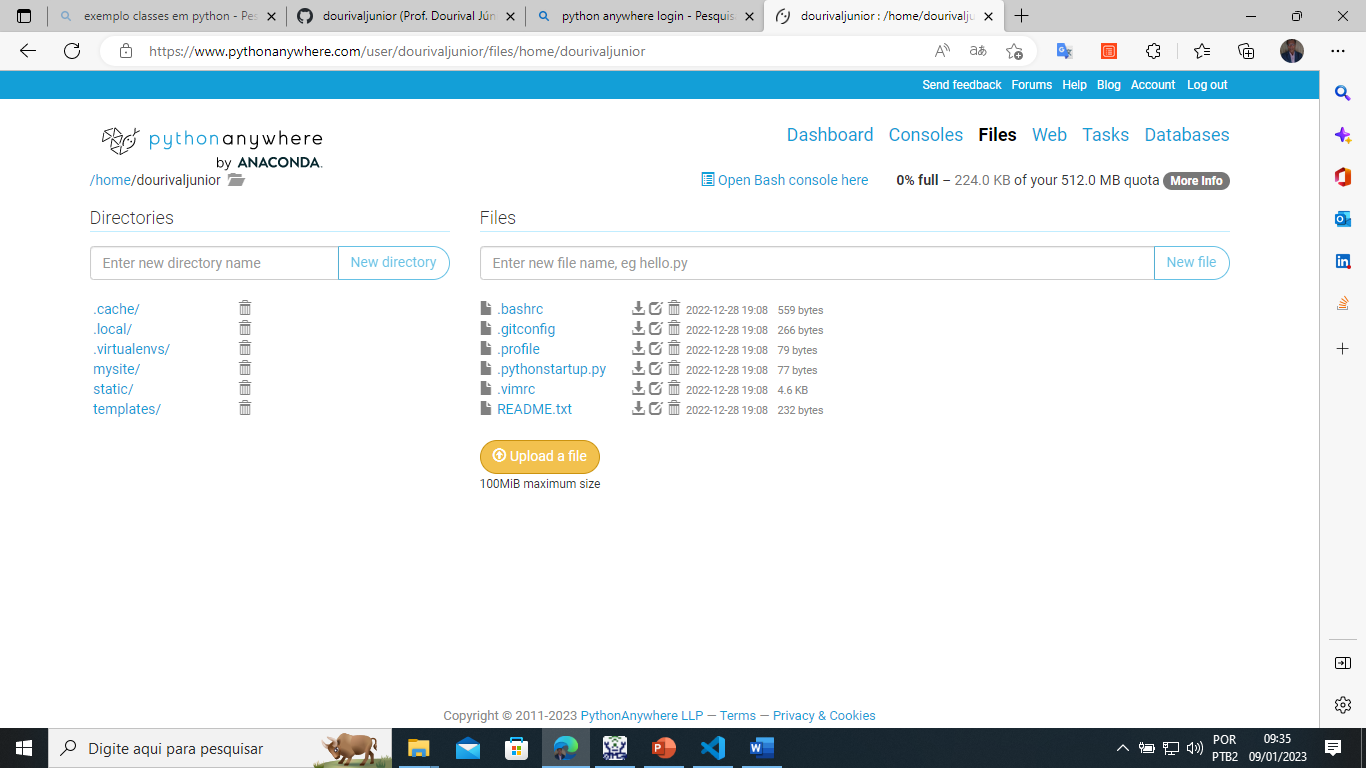 exemplo classes em python - Pes
dourivaljunior (Prof. Dourival Jún
python anywhere login - Pesquis
dourivaljunior : /home/dourivalju
https://www.pythonanywhere.com/user/dourivaljunior/files/home/dourivaljunior
Send feedback Forums Help Blog Account Log out
pythonanywhere
by ANACONDA.
Dashboard Consoles Files Web Tasks Databases
/home/dourivaljunior
Open Bash console here
0% full – 224.0 KB of your 512.0 MB quota More Info
Directories
Files
Enter new directory name New directory
Enter new file name, eg hello.py New file
.cache/
.local/
.virtualenvs/
mysite/
static/
templates/
.bashrc 2022-12-28 19:08 559 bytes
.gitconfig 2022-12-28 19:08 266 bytes
.profile 2022-12-28 19:08 79 bytes
.pythonstartup.py 2022-12-28 19:08 77 bytes
.vimrc 2022-12-28 19:08 4.6 KB
README.txt 2022-12-28 19:08 232 bytes
Upload a file
100MiB maximum size
Copyright © 2011-2023 PythonAnywhere LLP — Terms — Privacy & Cookies
Digite aqui para pesquisar
POR
PTB2
09:35
09/01/2023